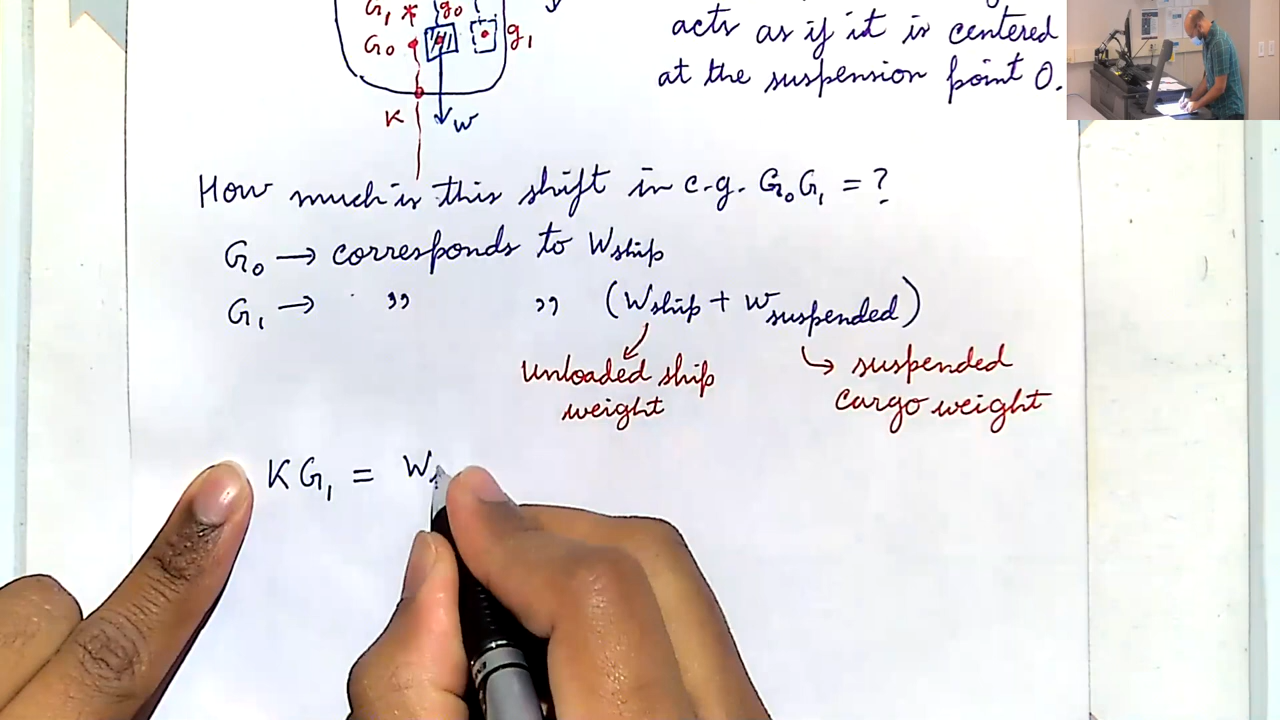 G₁ * g₀
G₀ g₁
K W
acts as if it is centered
at the suspension point O.
How much is this shift in c.g. G₀G₁ = ?
G₀ → corresponds to Wship
G₁ → " " (Wship + Wsuspended)
unloaded ship
weight
suspended
cargo weight
KG₁ = W